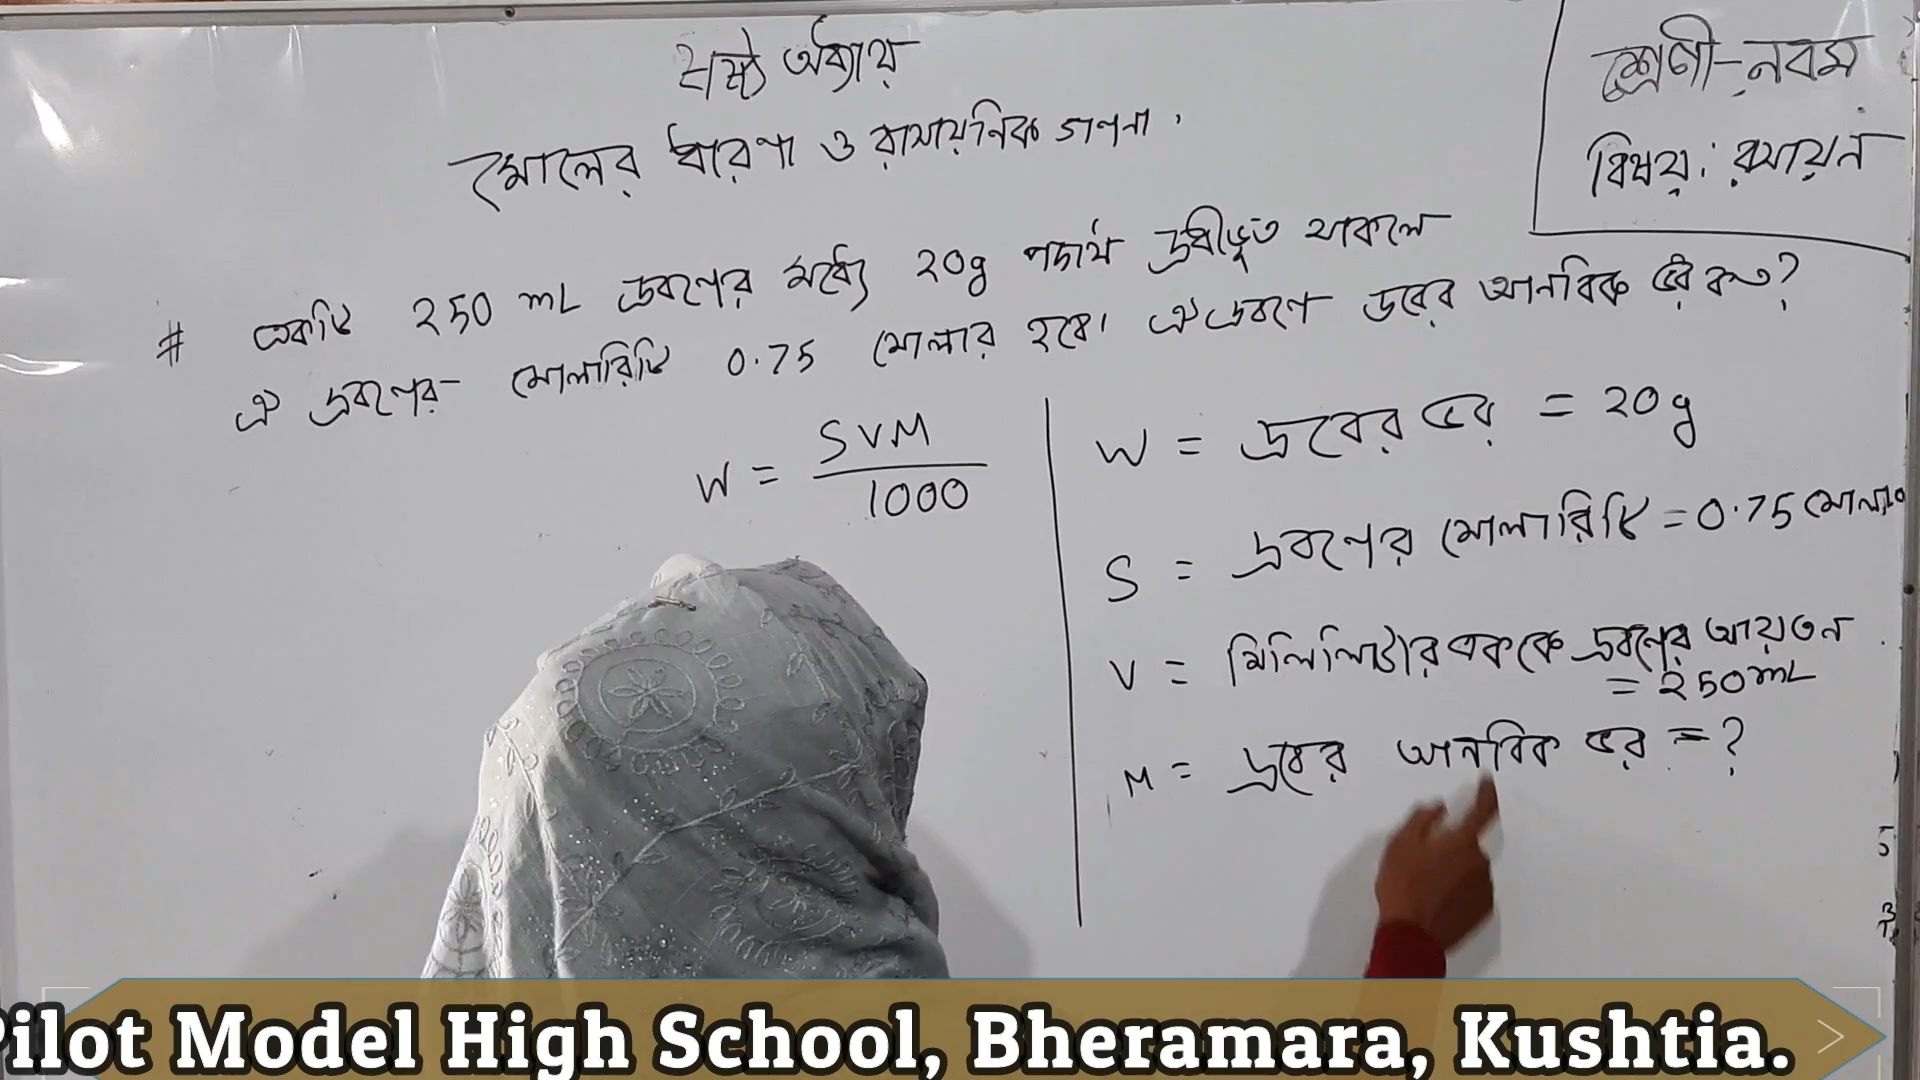 ষষ্ঠ অধ্যায়
মোলের ধারণা ও রাসায়নিক গণনা।
শ্রেণী-নবম
বিষয়: রসায়ন
# একটি 250 mL দ্রবণের মধ্যে 20g পদার্থ দ্রবীভূত থাকলে
ঐ দ্রবণের মোলারিটি 0.75 মোলার হবে। ঐ দ্রবণে দ্রবের আনবিক ভর কত?
W = SVM / 1000
W = দ্রবের ভর = 20g
S = দ্রবণের মোলারিটি = 0.75 মোলার
V = মিলিলিটার এককে দ্রবণের আয়তন
= 250mL
M = দ্রবের আনবিক ভর = ?
Pilot Model High School, Bheramara, Kushtia.